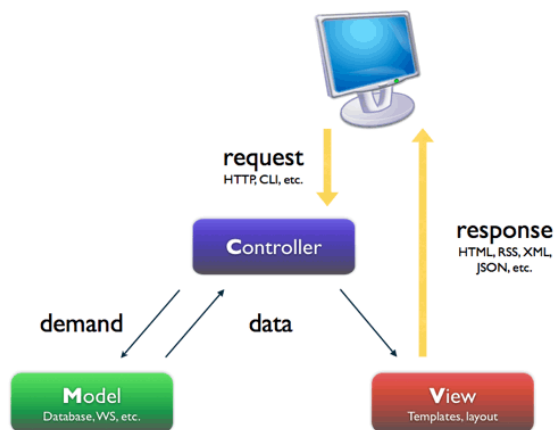 request
HTTP, CLI, etc.
Controller
response
HTML, RSS, XML,
JSON, etc.
demand
data
Model
Database, WS, etc.
View
Templates, layout